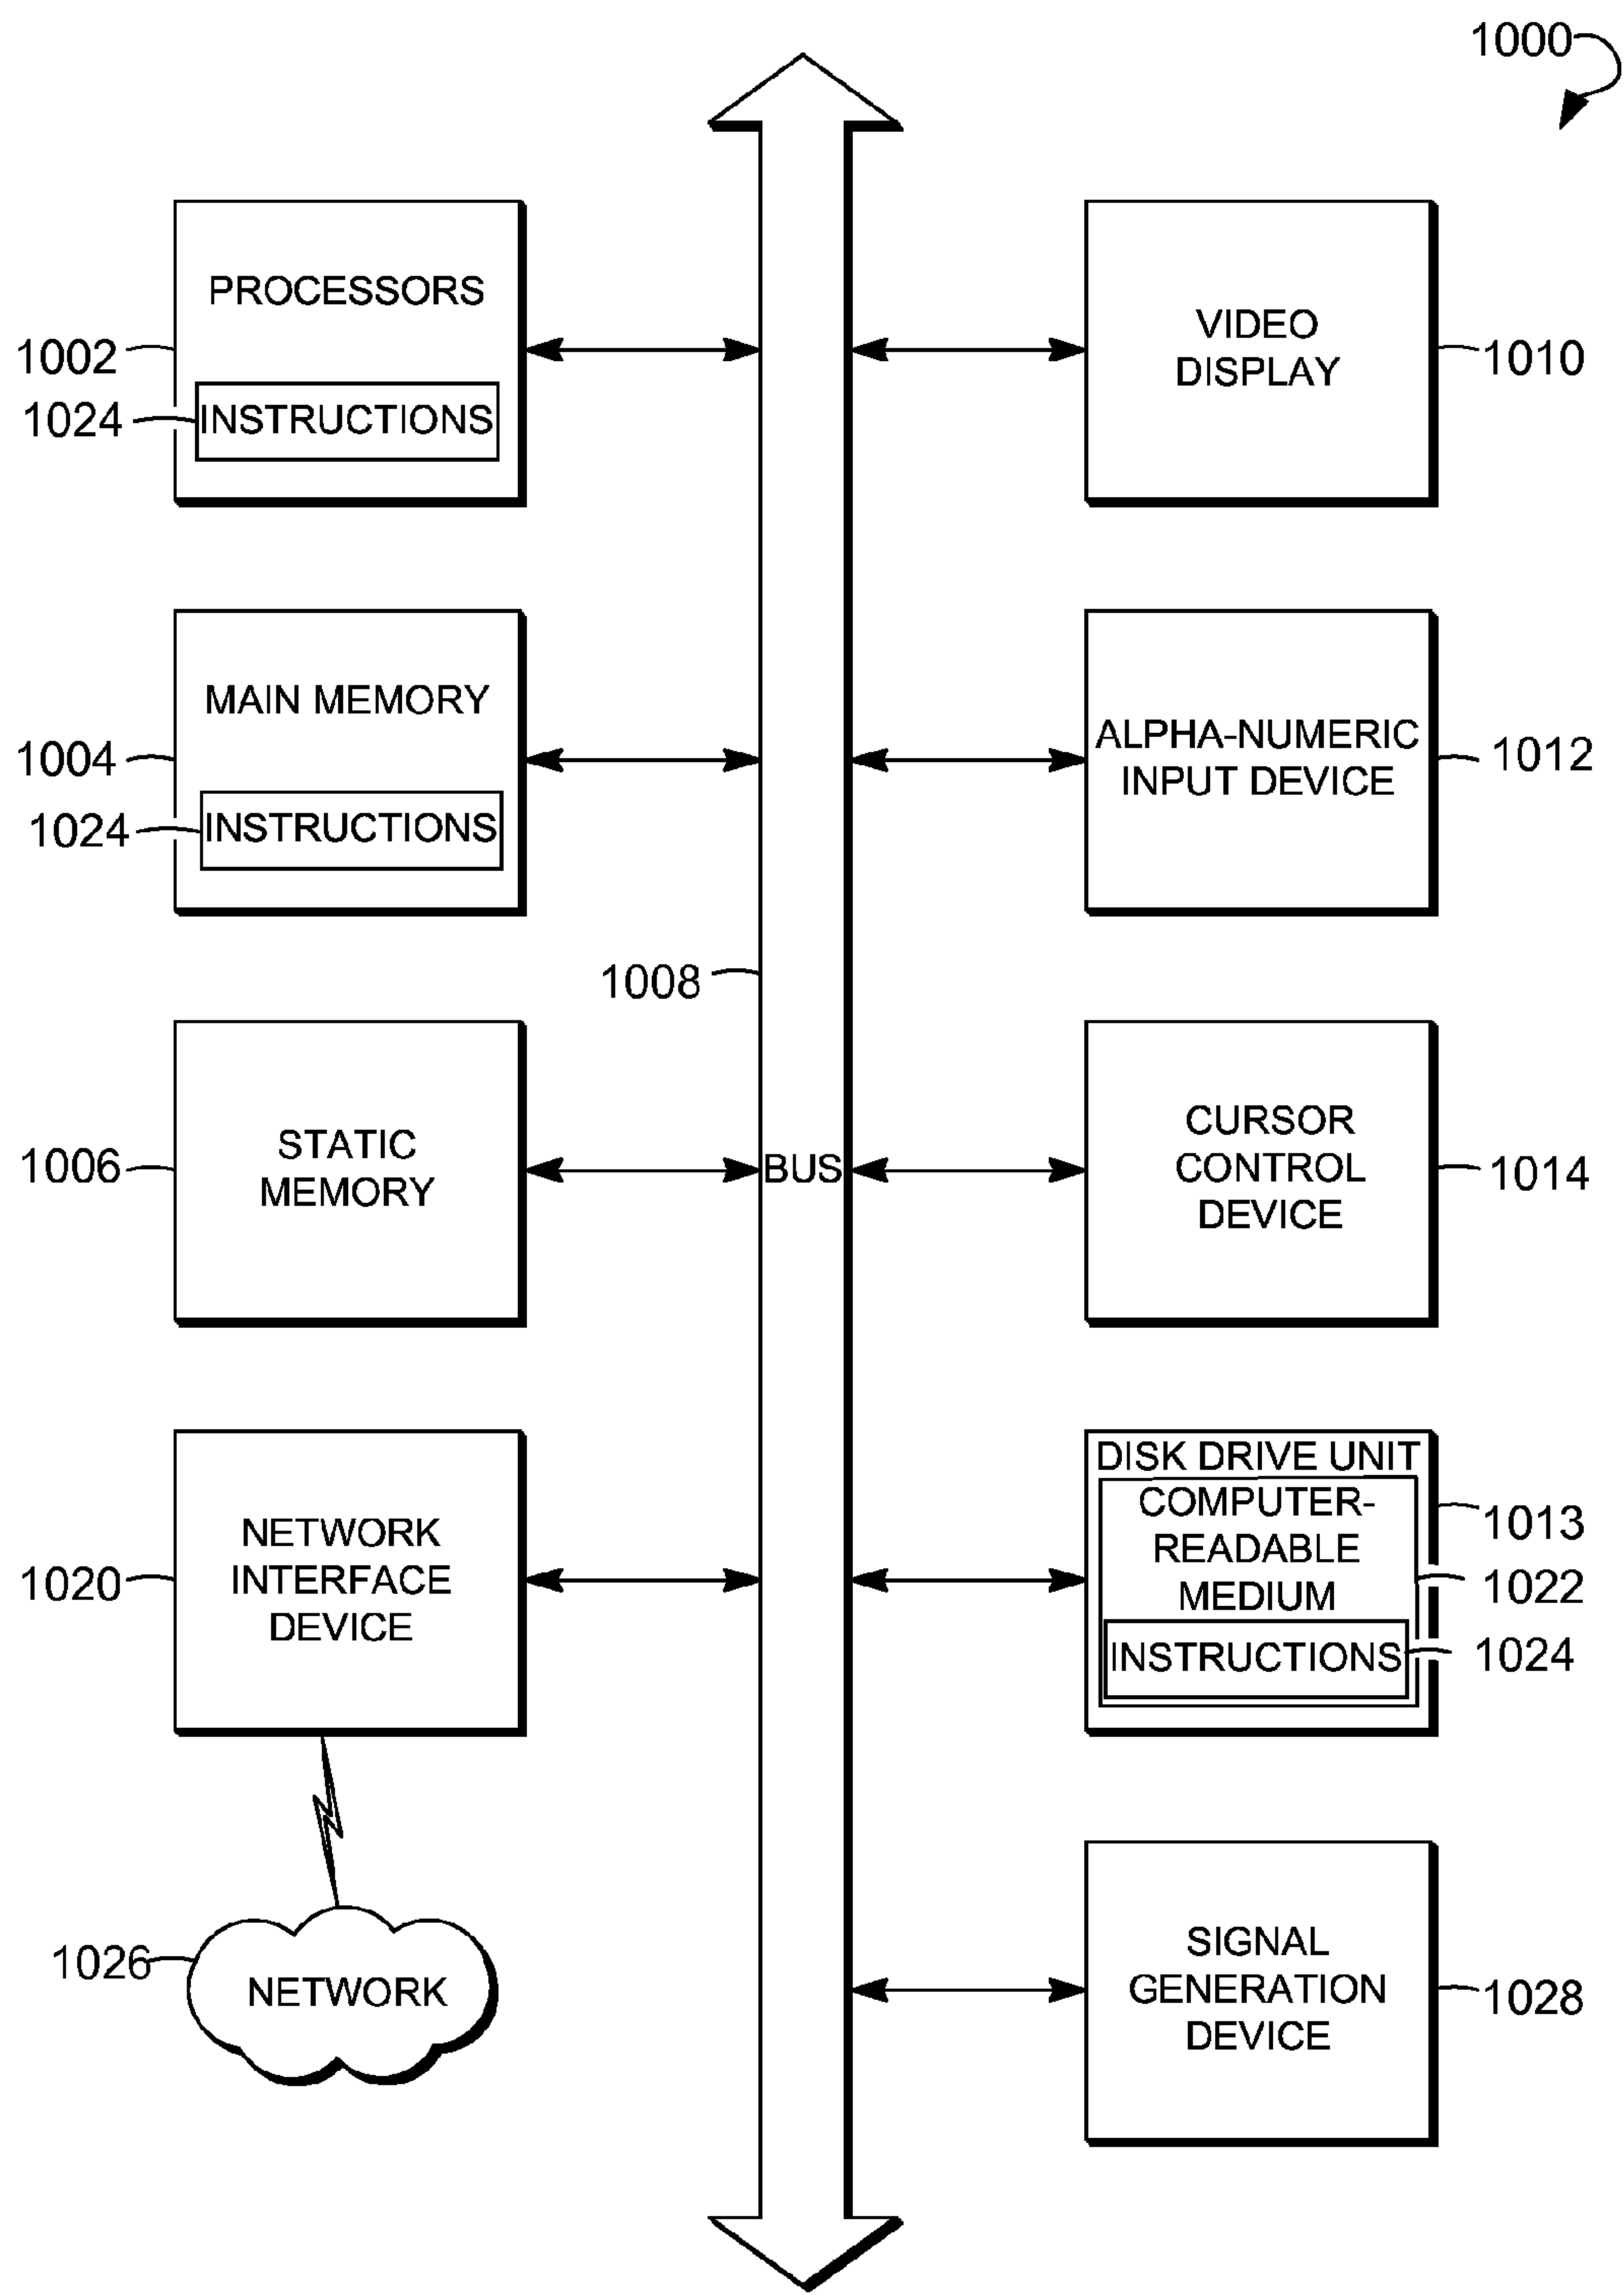 1000
PROCESSORS
1002
1024
INSTRUCTIONS
VIDEO
DISPLAY
1010
MAIN MEMORY
1004
1024
INSTRUCTIONS
ALPHA-NUMERIC
INPUT DEVICE
1012
1008
STATIC
MEMORY
1006
BUS
CURSOR
CONTROL
DEVICE
1014
NETWORK
INTERFACE
DEVICE
1020
DISK DRIVE UNIT
COMPUTER-
READABLE
MEDIUM
INSTRUCTIONS
1013
1022
1024
1026
NETWORK
SIGNAL
GENERATION
DEVICE
1028